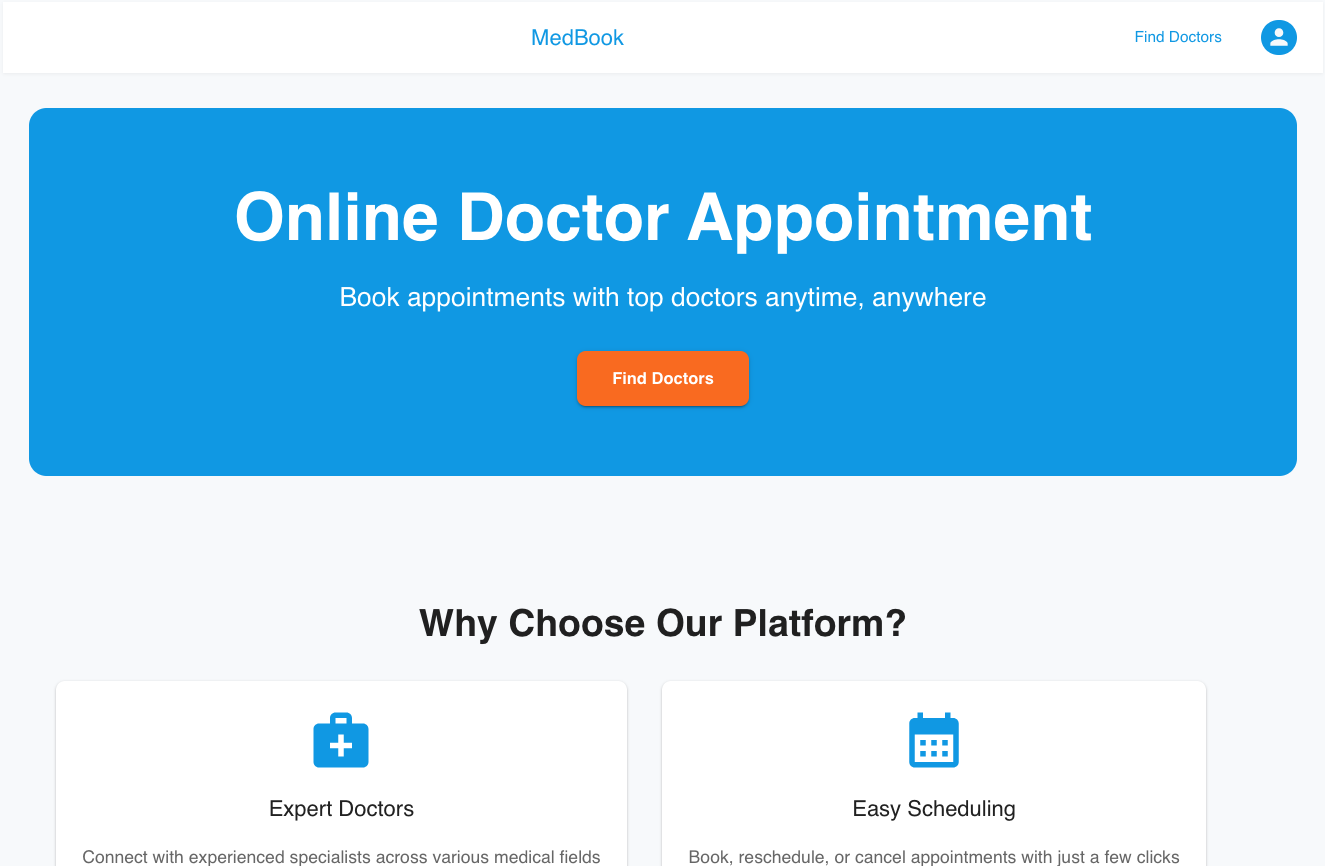 MedBook
Find Doctors
Online Doctor Appointment
Book appointments with top doctors anytime, anywhere
Find Doctors
Why Choose Our Platform?
Expert Doctors
Easy Scheduling
Connect with experienced specialists across various medical fields
Book, reschedule, or cancel appointments with just a few clicks